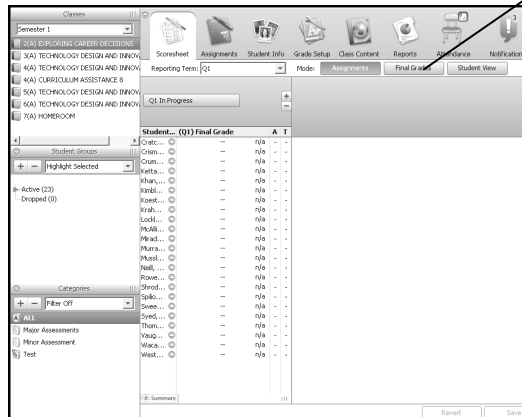 Classes
Semester 1
2(A) EXPLORING CAREER DECISIONS
3(A) TECHNOLOGY DESIGN AND INNOV
4(A) TECHNOLOGY DESIGN AND INNOV
4(A) CURRICULUM ASSISTANCE 8
5(A) TECHNOLOGY DESIGN AND INNOV
6(A) TECHNOLOGY DESIGN AND INNOV
7(A) HOMEROOM
Student Groups
+ − Highlight Selected
Active (23)
Dropped (0)
Categories
+ − Filter Off
ALL
Major Assessments
Minor Assessment
Test
3
Scoresheet Assignments Student Info Grade Setup Class Content Reports Attendance Notification
Reporting Term: Q1 Mode: Assignments Final Grades Student View
Q1 In Progress + −
Student... (Q1) Final Grade A T
Cratc... -- n/a - -
Crism... -- n/a - -
Crum... -- n/a - -
Ketta... -- n/a - -
Khan,... -- n/a - -
Kimbl... -- n/a - -
Koest... -- n/a - -
Krah... -- n/a - -
Lockl... -- n/a - -
McAlli... -- n/a - -
Mirad... -- n/a - -
Murra... -- n/a - -
Mussl... -- n/a - -
Neill, ... -- n/a - -
Rowe... -- n/a - -
Shrod... -- n/a - -
Spilio... -- n/a - -
Swee... -- n/a - -
Syed,... -- n/a - -
Thom... -- n/a - -
Vaug... -- n/a - -
Waca... -- n/a - -
West... -- n/a - -
Summary
Revert Save